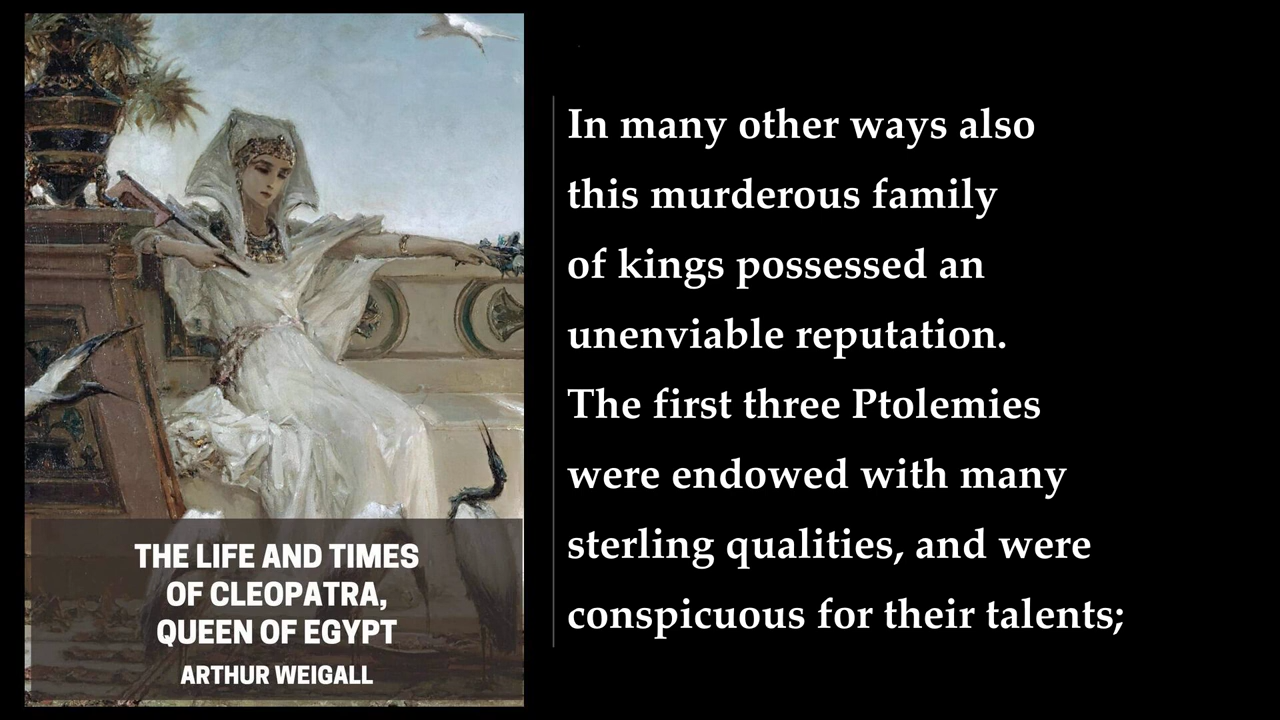 THE LIFE AND TIMES
OF CLEOPATRA,
QUEEN OF EGYPT
ARTHUR WEIGALL
In many other ways also
this murderous family
of kings possessed an
unenviable reputation.
The first three Ptolemies
were endowed with many
sterling qualities, and were
conspicuous for their talents;